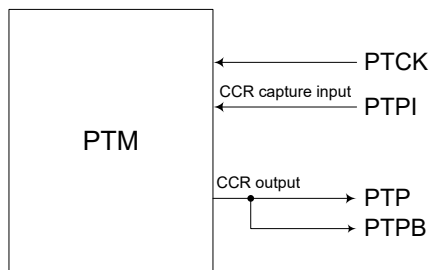 PTCK
CCR capture input
PTPI
PTM
CCR output
PTP
PTPB